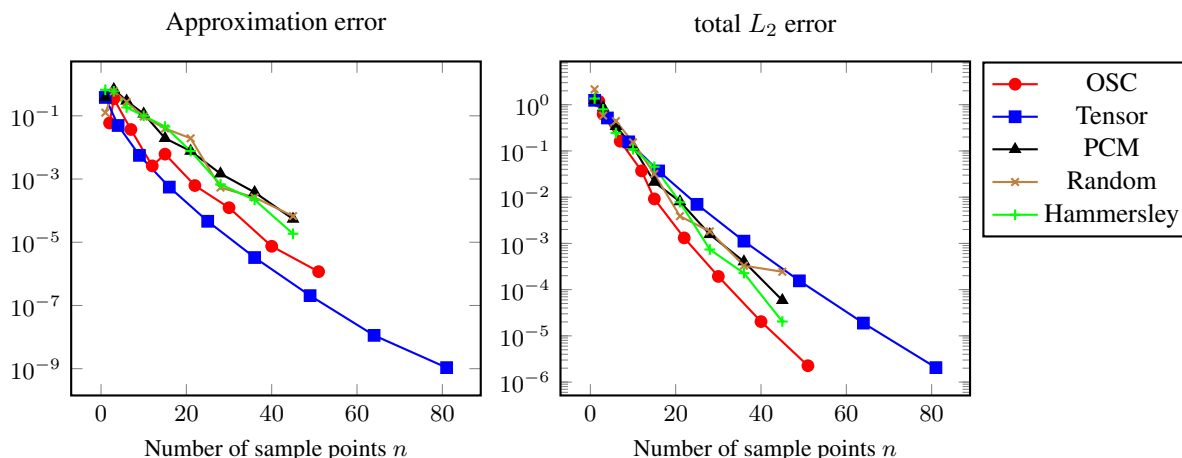 Approximation error
10^{-1}
10^{-3}
10^{-5}
10^{-7}
10^{-9}
0 20 40 60 80
Number of sample points n
total L_2 error
10^0
10^{-1}
10^{-2}
10^{-3}
10^{-4}
10^{-5}
10^{-6}
0 20 40 60 80
Number of sample points n
OSC
Tensor
PCM
Random
Hammersley